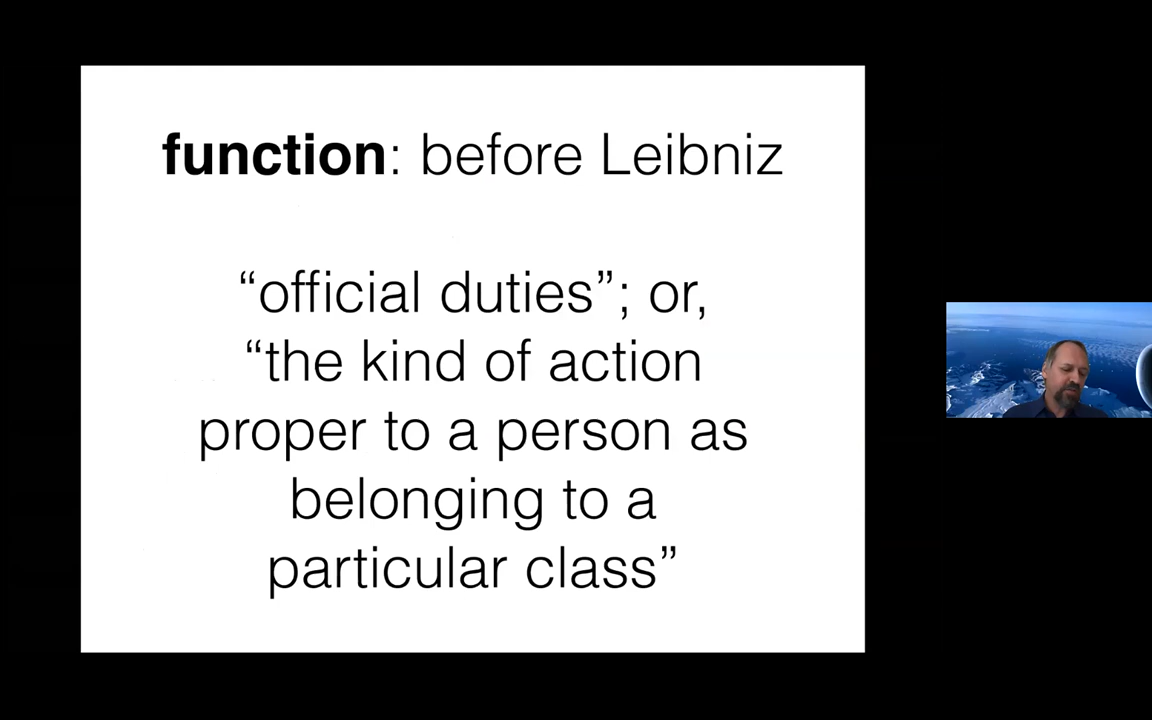 function: before Leibniz
“official duties”; or,
“the kind of action
proper to a person as
belonging to a
particular class”